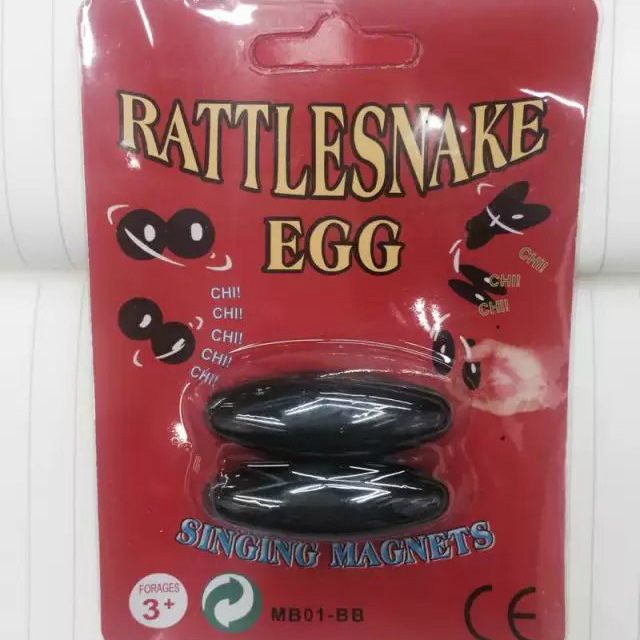 RATTLESNAKE
EGG
CHI!
CHI!
CHI!
CHI!
CHI!
CHI!
CHI!
CHI!
SINGING MAGNETS
FORAGES
3+
MB01-BB
CE